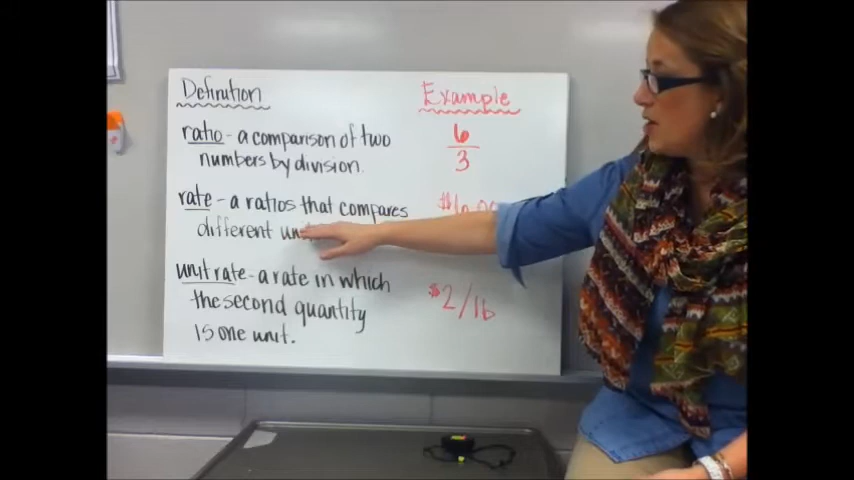 Definition
Example
ratio - a comparison of two
numbers by division.
6
3
rate - a ratios that compares
different
unit rate - a rate in which
the second quantity
is one unit.
$2/lb